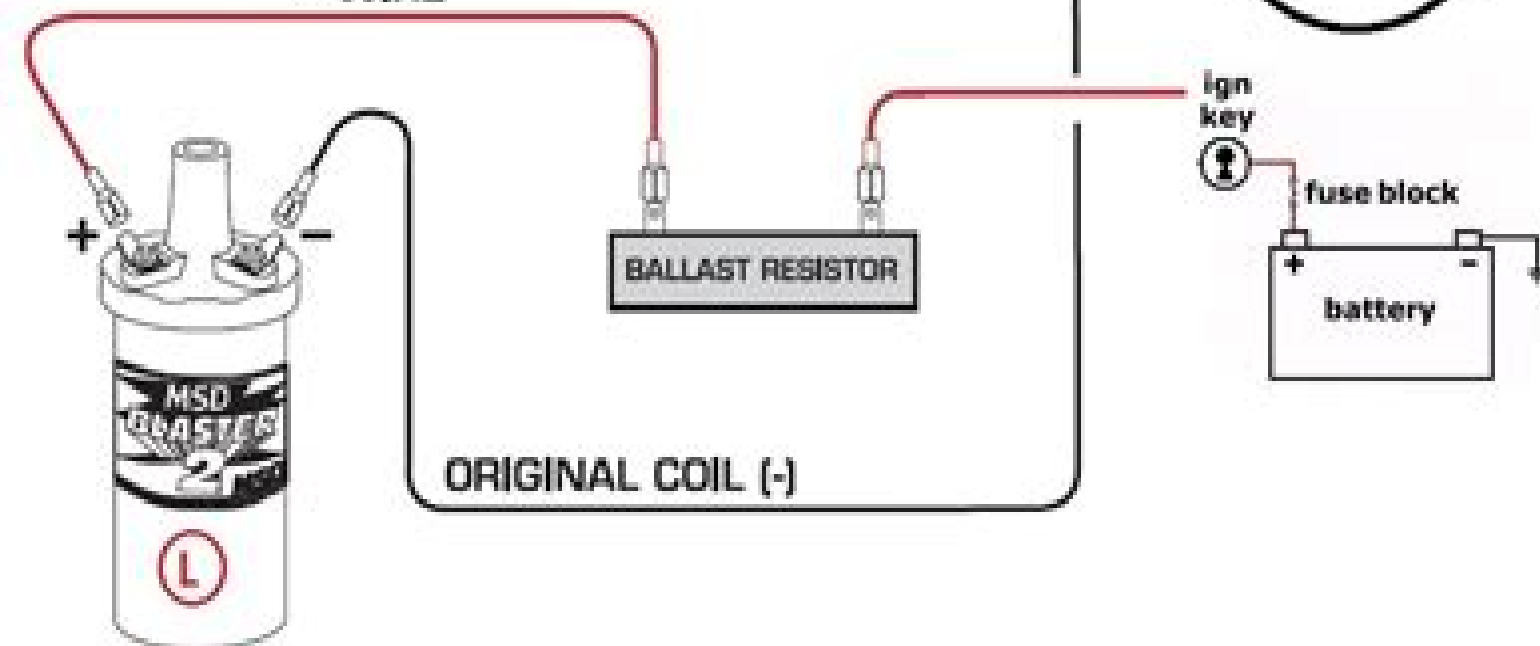 ign
key
fuse block
+
-
+
-
BALLAST RESISTOR
battery
MSD
BLASTER
2
ORIGINAL COIL (-)
L